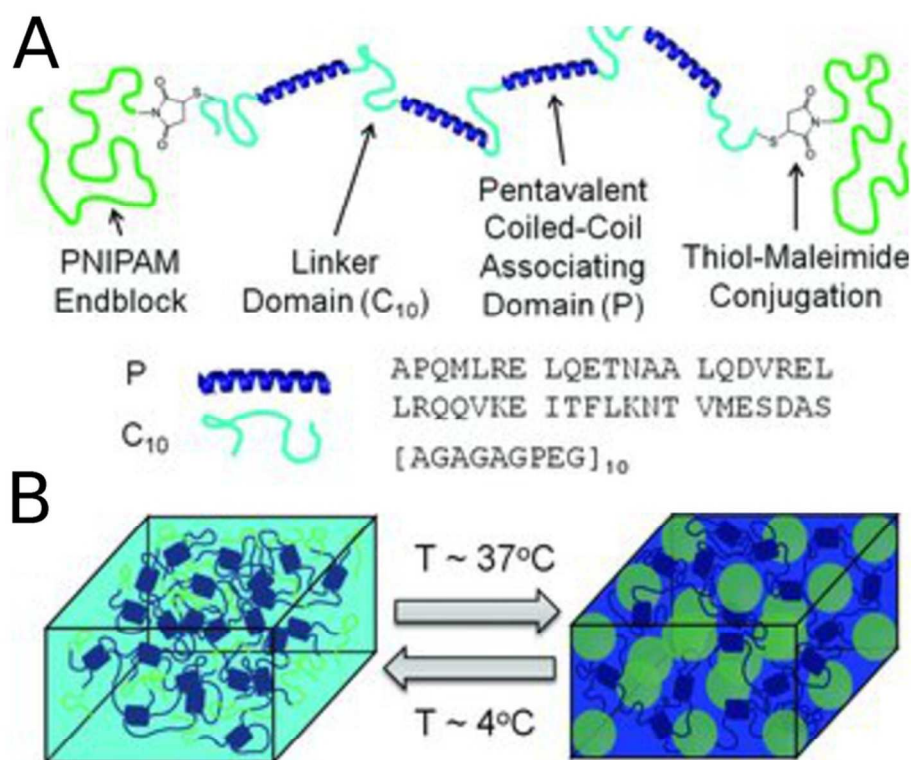 A
O
N
O
S
S
O
N
O
PNIPAM
Endblock
Linker
Domain (C₁₀)
Pentavalent
Coiled-Coil
Associating
Domain (P)
Thiol-Maleimide
Conjugation
P
APQMLRE LQETNAA LQDVREL
LRQQVKE ITFLKNT VMESDAS
C₁₀
[AGAGAGPEG]₁₀
B
T ~ 37°C
T ~ 4°C